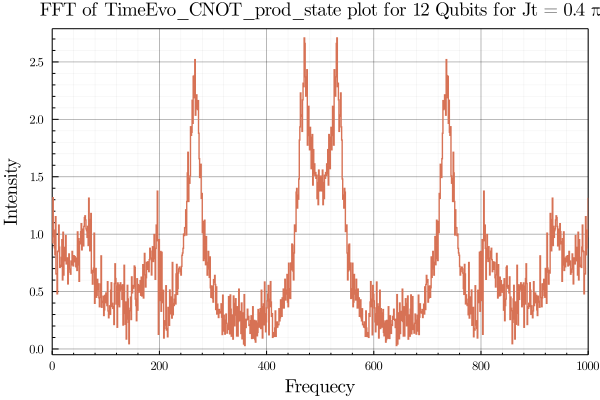 FFT of TimeEvo_CNOT_prod_state plot for 12 Qubits for Jt = 0.4 π
2.5
2.0
1.5
1.0
0.5
0.0
Intensity
0 200 400 600 800 1000
Frequecy